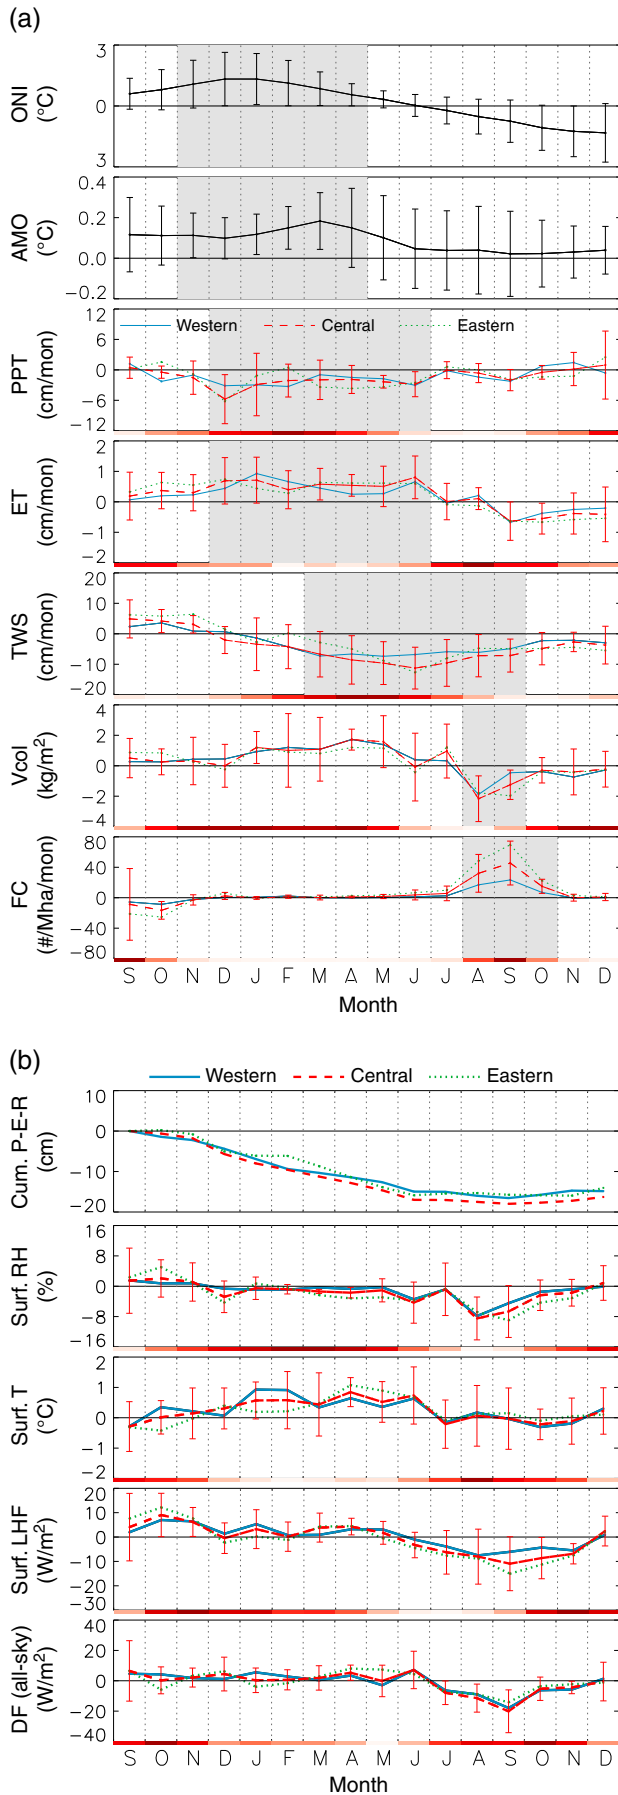 (a)
ONI
(°C)
3
0
3
AMO
(°C)
0.4
0.2
0.0
−0.2
PPT
(cm/mon)
12
6
0
−6
−12
Western
Central
Eastern
ET
(cm/mon)
2
1
0
−1
−2
TWS
(cm/mon)
20
10
0
−10
−20
Vcol
(kg/m²)
4
2
0
−2
−4
FC
(#/Mha/mon)
80
40
0
−40
−80
S O N D J F M A M J J A S O N D
Month
(b)
Western
Central
Eastern
Cum. P-E-R
(cm)
10
0
−10
−20
Surf. RH
(%)
16
8
0
−8
−16
Surf. T
(°C)
2
1
0
−1
−2
Surf. LHF
(W/m²)
20
10
0
−10
−20
−30
DF (all-sky)
(W/m²)
40
20
0
−20
−40
S O N D J F M A M J J A S O N D
Month